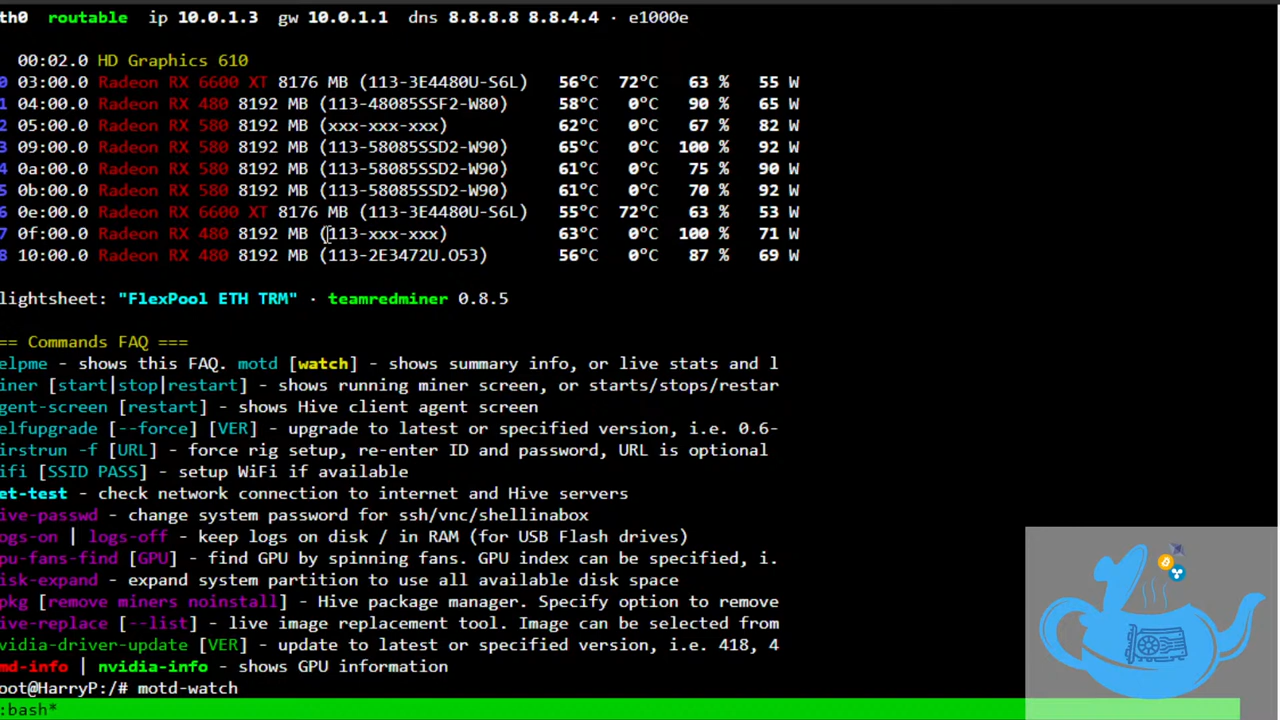 th0 routable ip 10.0.1.3 gw 10.0.1.1 dns 8.8.8.8 8.8.4.4 · e1000e
00:02.0 HD Graphics 610
0 03:00.0 Radeon RX 6600 XT 8176 MB (113-3E4480U-S6L) 56°C 72°C 63 % 55 W
1 04:00.0 Radeon RX 480 8192 MB (113-48085SSF2-W80) 58°C 0°C 90 % 65 W
2 05:00.0 Radeon RX 580 8192 MB (xxx-xxx-xxx) 62°C 0°C 67 % 82 W
3 09:00.0 Radeon RX 580 8192 MB (113-58085SSD2-W90) 65°C 0°C 100 % 92 W
4 0a:00.0 Radeon RX 580 8192 MB (113-58085SSD2-W90) 61°C 0°C 75 % 90 W
5 0b:00.0 Radeon RX 580 8192 MB (113-58085SSD2-W90) 61°C 0°C 70 % 92 W
6 0e:00.0 Radeon RX 6600 XT 8176 MB (113-3E4480U-S6L) 55°C 72°C 63 % 53 W
7 0f:00.0 Radeon RX 480 8192 MB (113-xxx-xxx) 63°C 0°C 100 % 71 W
8 10:00.0 Radeon RX 480 8192 MB (113-2E3472U.O53) 56°C 0°C 87 % 69 W
lightsheet: "FlexPool ETH TRM" · teamredminer 0.8.5
== Commands FAQ ===
elpme - shows this FAQ. motd [watch] - shows summary info, or live stats and l
iner [start|stop|restart] - shows running miner screen, or starts/stops/restar
gent-screen [restart] - shows Hive client agent screen
elfupgrade [--force] [VER] - upgrade to latest or specified version, i.e. 0.6-
irstrun -f [URL] - force rig setup, re-enter ID and password, URL is optional
ifi [SSID PASS] - setup WiFi if available
et-test - check network connection to internet and Hive servers
ive-passwd - change system password for ssh/vnc/shellinabox
ogs-on | logs-off - keep logs on disk / in RAM (for USB Flash drives)
pu-fans-find [GPU] - find GPU by spinning fans. GPU index can be specified, i.
isk-expand - expand system partition to use all available disk space
pkg [remove miners noinstall] - Hive package manager. Specify option to remove
ive-replace [--list] - live image replacement tool. Image can be selected from
vidia-driver-update [VER] - update to latest or specified version, i.e. 418, 4
md-info | nvidia-info - shows GPU information
oot@HarryP:/# motd-watch
:bash*